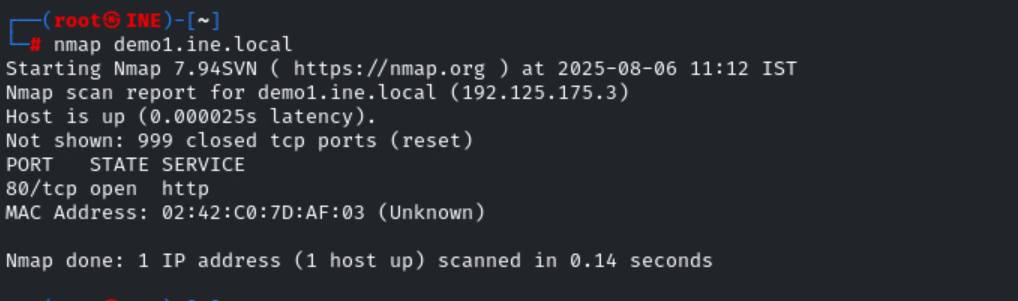 ┌──(root㉿INE)-[~]
└─# nmap demo1.ine.local
Starting Nmap 7.94SVN ( https://nmap.org ) at 2025-08-06 11:12 IST
Nmap scan report for demo1.ine.local (192.125.175.3)
Host is up (0.000025s latency).
Not shown: 999 closed tcp ports (reset)
PORT   STATE SERVICE
80/tcp open  http
MAC Address: 02:42:C0:7D:AF:03 (Unknown)
Nmap done: 1 IP address (1 host up) scanned in 0.14 seconds